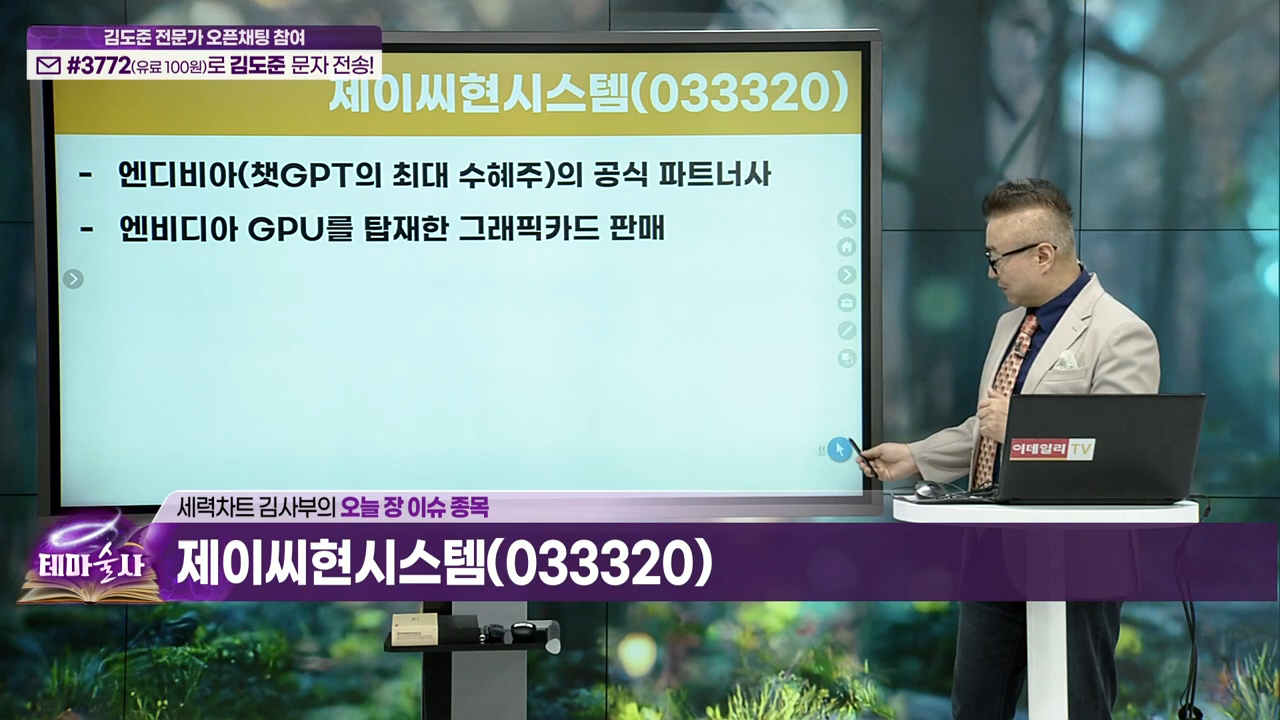 김도준 전문가 오픈채팅 참여
#3772(유료 100원)로 김도준 문자 전송!
제이씨현시스템(033320)
- 엔디비아(챗GPT의 최대 수혜주)의 공식 파트너사
- 엔비디아 GPU를 탑재한 그래픽카드 판매
이데일리 TV
세력차트 김사부의 오늘 장 이슈 종목
테마술사
제이씨현시스템(033320)